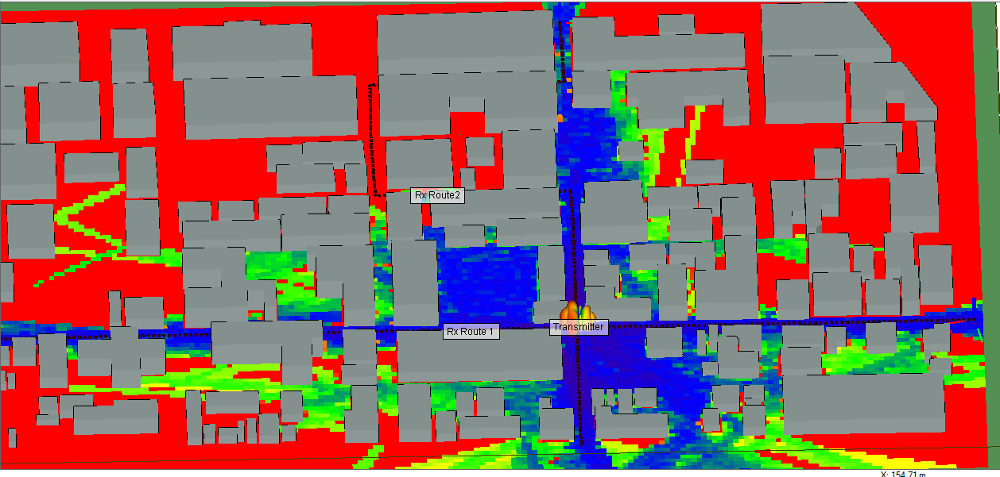 Rx Route2
Rx Route 1
Transmitter
X: 154.71 m